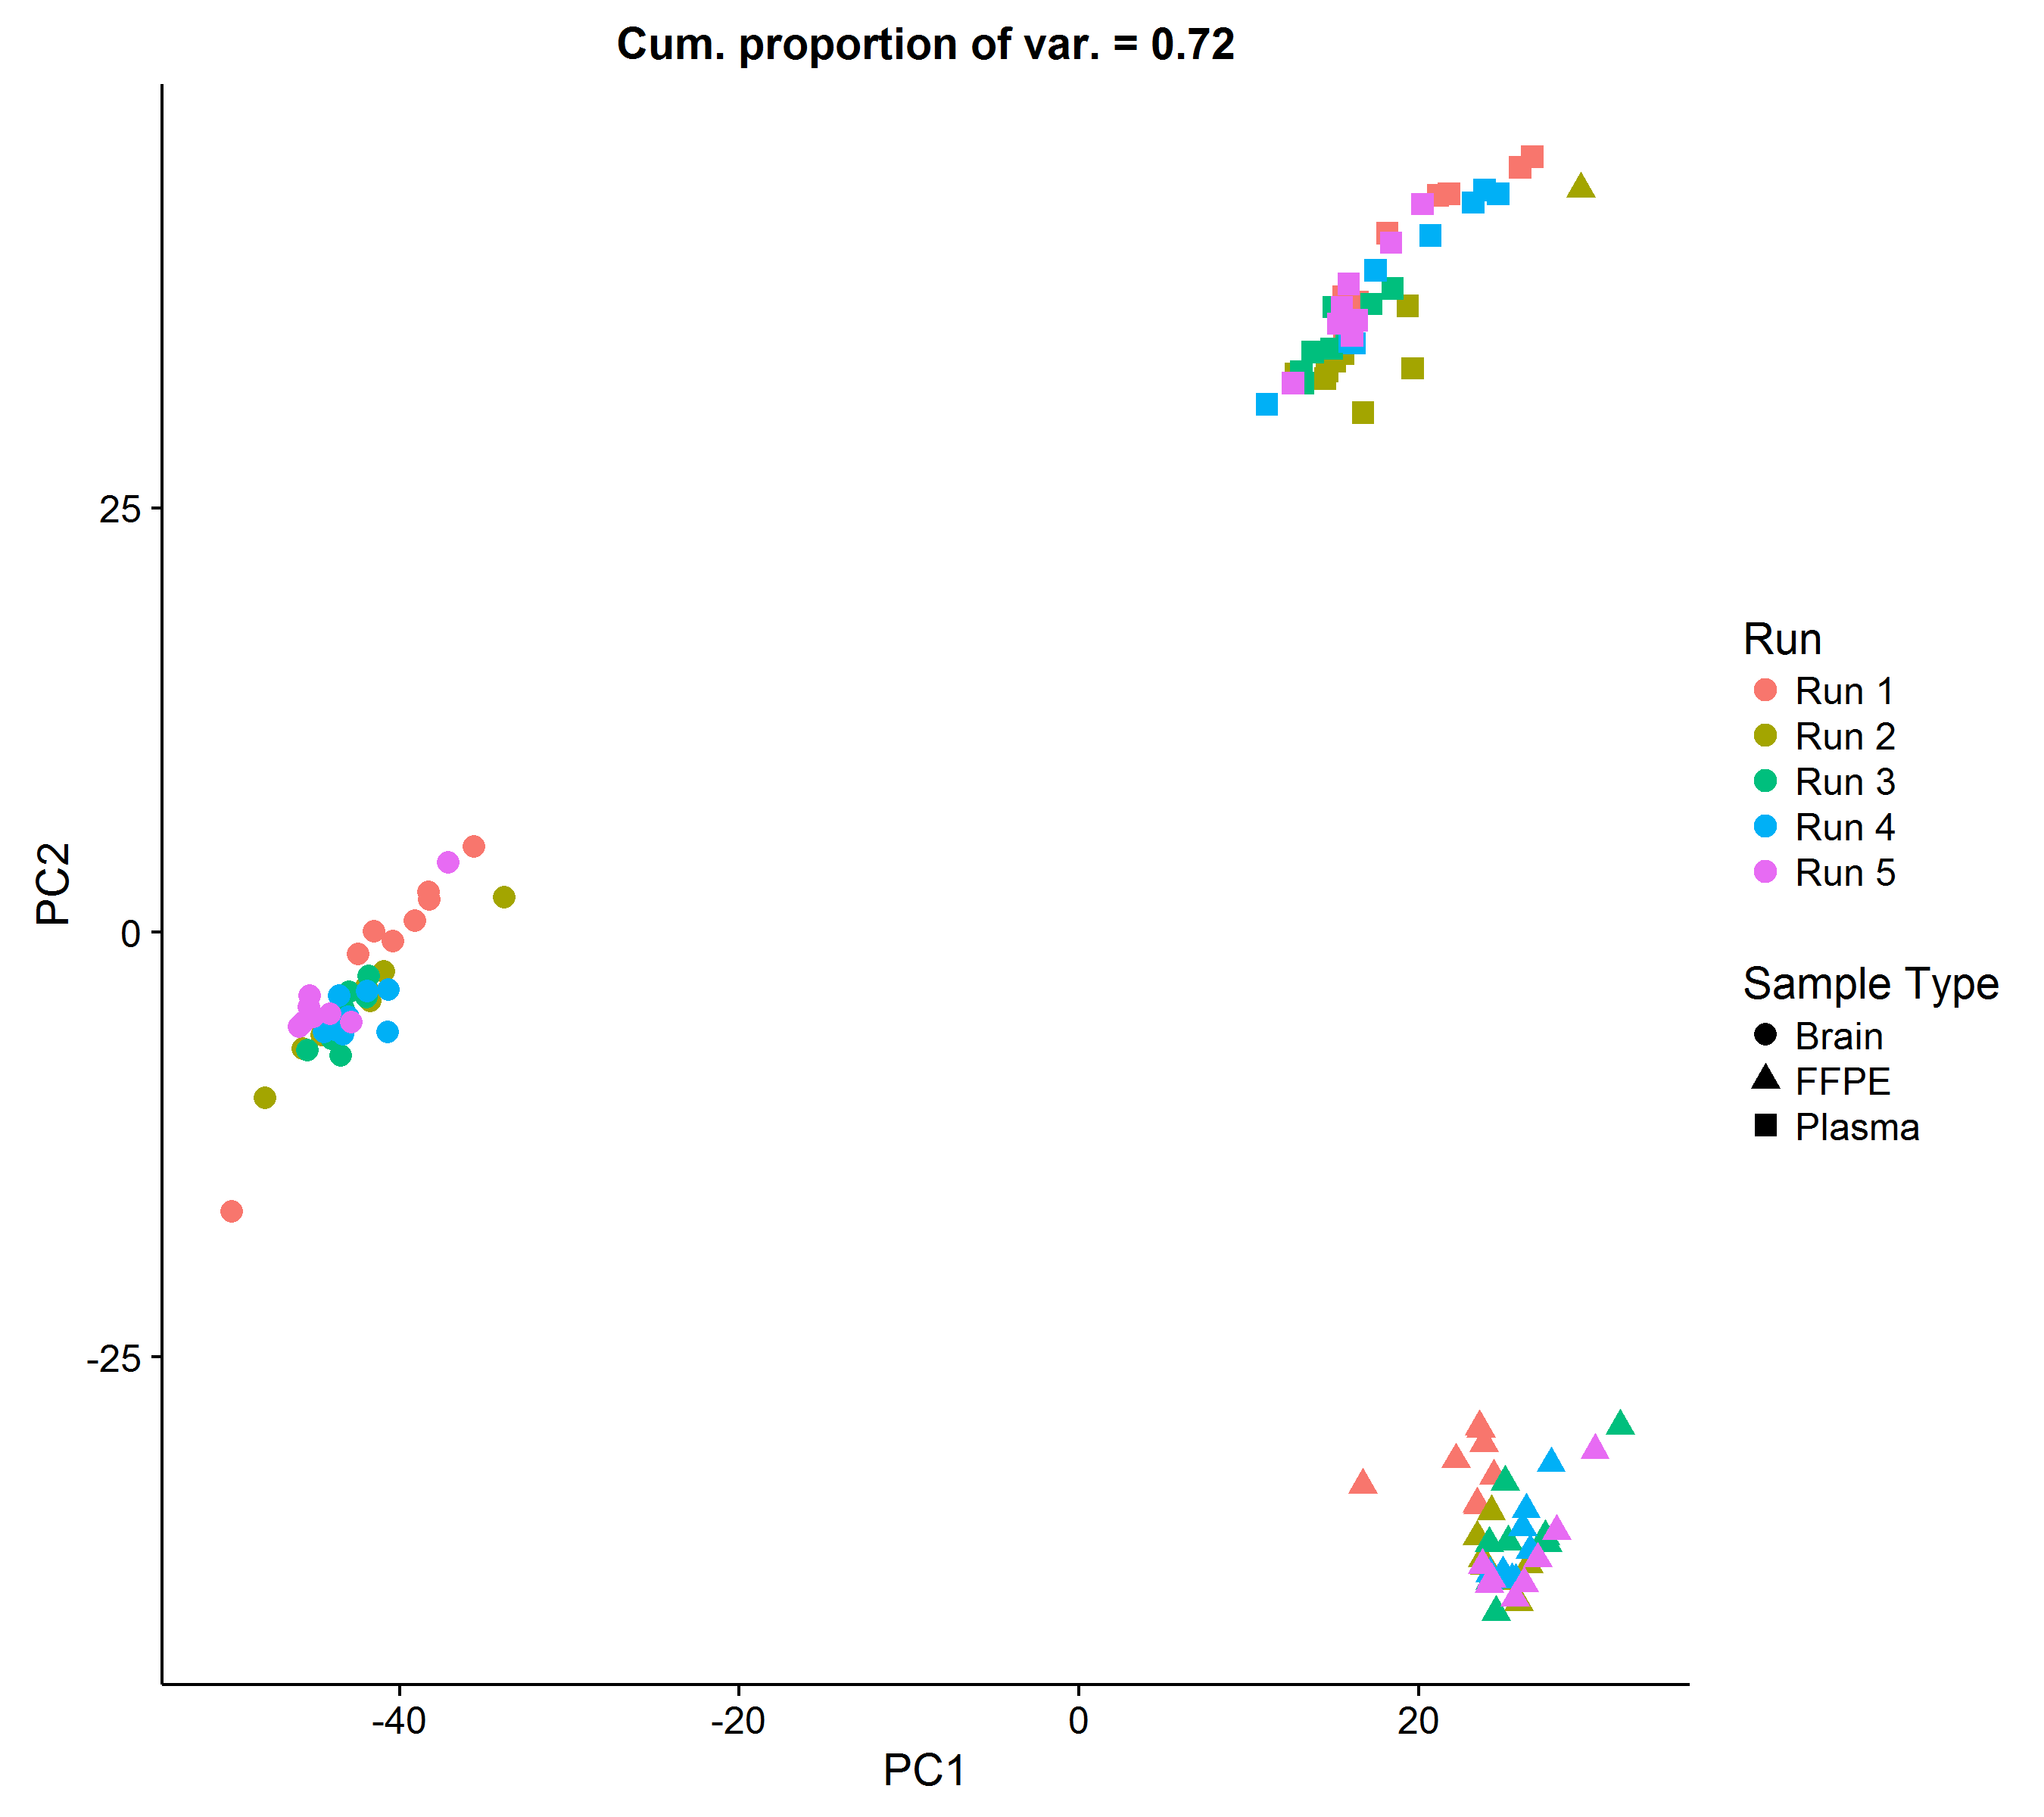 Cum. proportion of var. = 0.72
25
0
-25
PC2
-40
-20
0
20
PC1
Run
Run 1
Run 2
Run 3
Run 4
Run 5
Sample Type
Brain
FFPE
Plasma